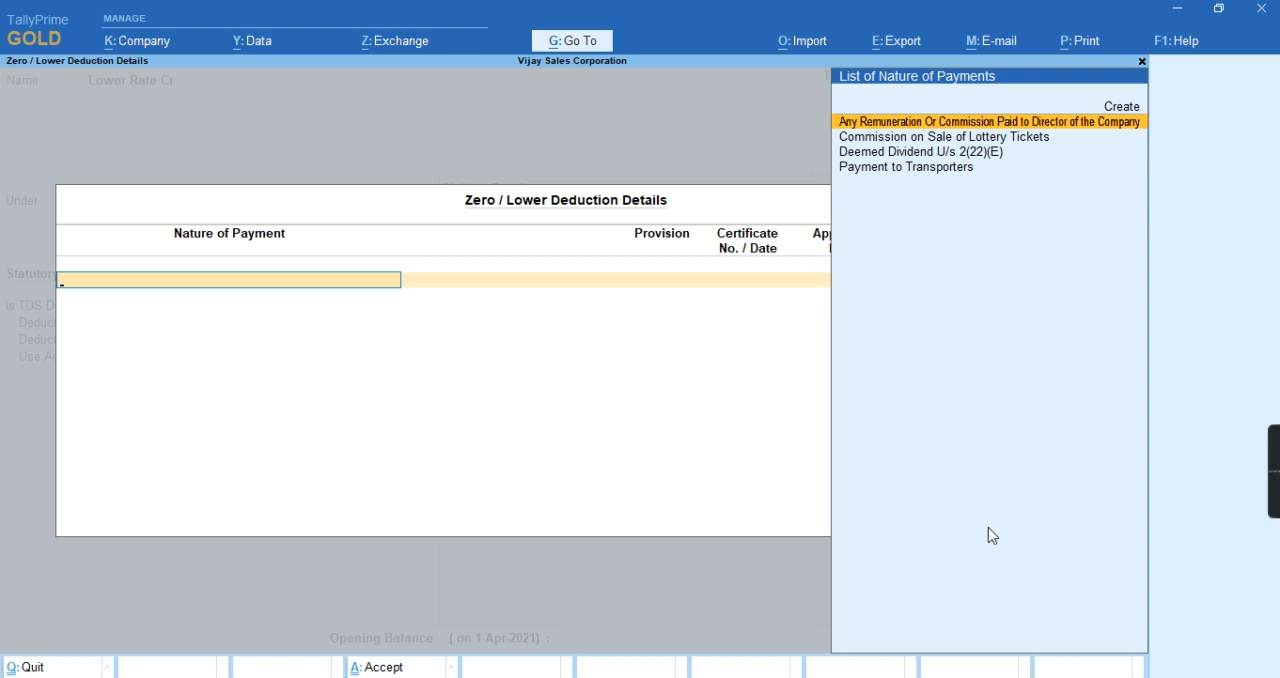 TallyPrime
GOLD
MANAGE
K: Company
Y: Data
Z: Exchange
G: Go To
O: Import
E: Export
M: E-mail
P: Print
F1: Help
Zero / Lower Deduction Details
Vijay Sales Corporation
Name
Lower Rate Cr
List of Nature of Payments
Create
Any Remuneration Or Commission Paid to Director of the Company
Commission on Sale of Lottery Tickets
Deemed Dividend U/s 2(22)(E)
Payment to Transporters
Under
Zero / Lower Deduction Details
Nature of Payment
Provision
Certificate
No. / Date
App
Statutory
Is TDS D
Deduct
Deduct
Use A
Opening Balance ( on 1-Apr-2021) :
Q: Quit
A: Accept